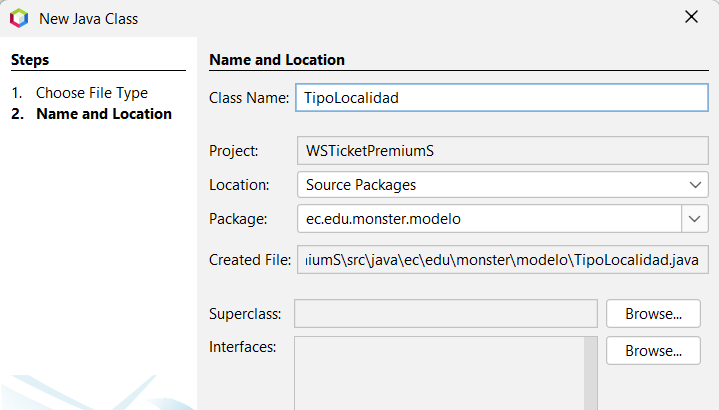 New Java Class
Steps
1. Choose File Type
2. Name and Location
Name and Location
Class Name: TipoLocalidad
Project: WSTicketPremiumS
Location: Source Packages
Package: ec.edu.monster.modelo
Created File: niumS\src\java\ec\edu\monster\modelo\TipoLocalidad.java
Superclass: Browse...
Interfaces: Browse...